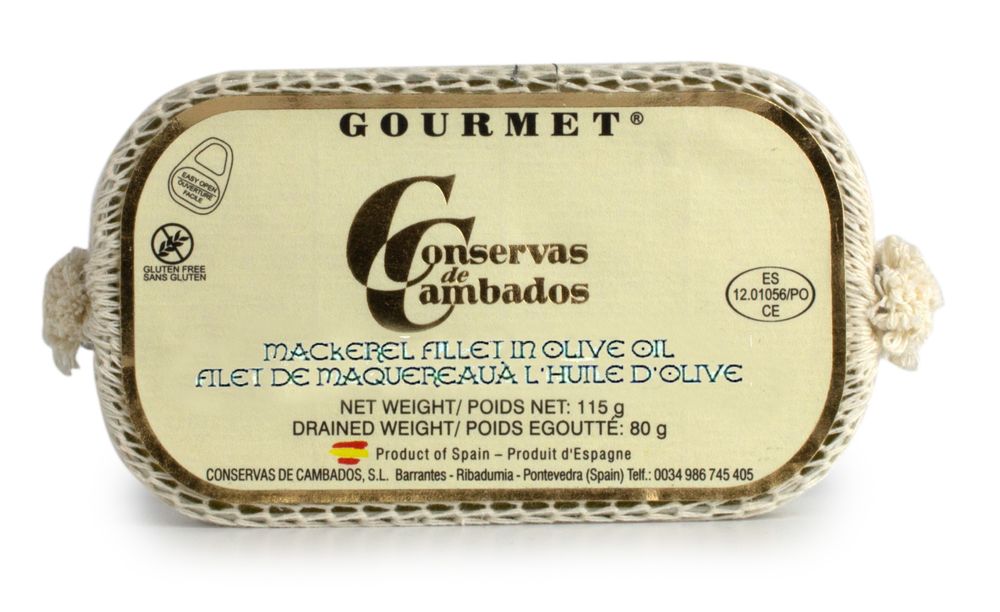 GOURMET®
EASY OPEN
OUVERTURE
FACILE
GLUTEN FREE
SANS GLUTEN
Conservas
de
Cambados
ES
12.01056/PO
CE
MACKEREL FILLET IN OLIVE OIL
FILET DE MAQUEREAUÀ L'HUILE D'OLIVE
NET WEIGHT/ POIDS NET: 115 g
DRAINED WEIGHT/ POIDS EGOUTTÉ: 80 g
Product of Spain – Produit d'Espagne
CONSERVAS DE CAMBADOS, S.L. Barrantes - Ribadumia - Pontevedra (Spain) Telf.: 0034 986 745 405